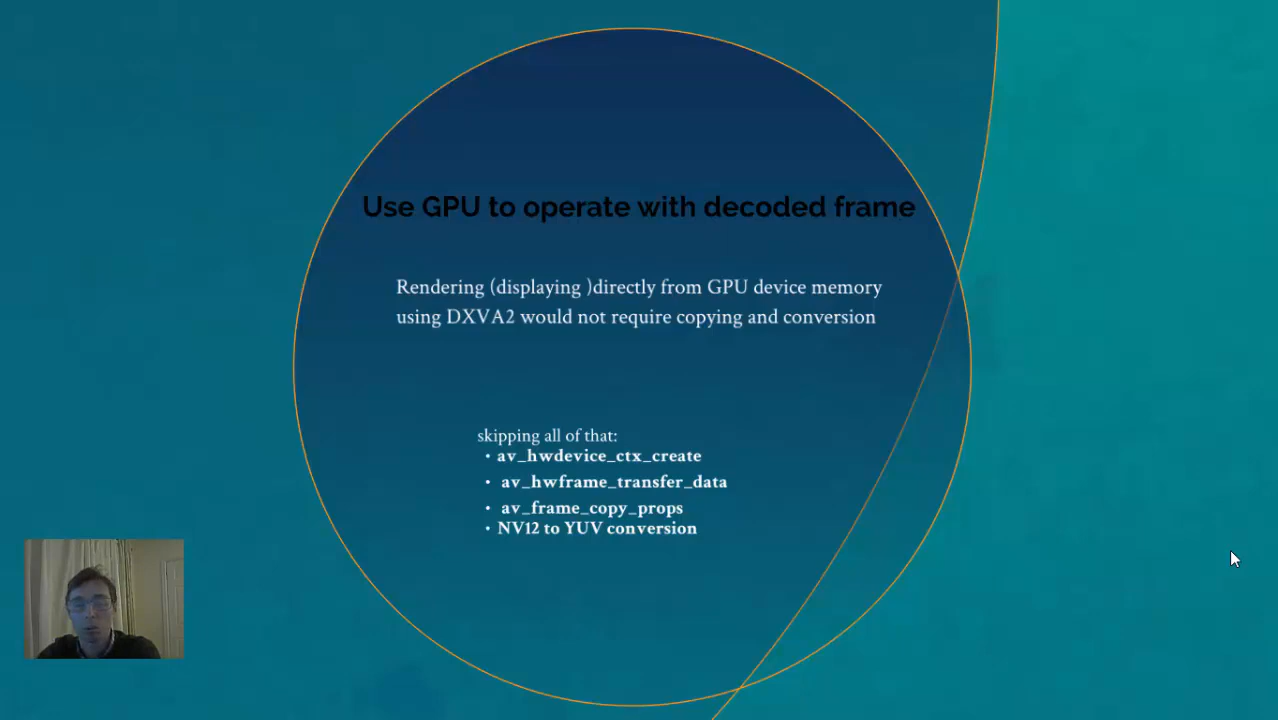 Use GPU to operate with decoded frame
Rendering (displaying )directly from GPU device memory
using DXVA2 would not require copying and conversion
skipping all of that:
• av_hwdevice_ctx_create
• av_hwframe_transfer_data
• av_frame_copy_props
• NV12 to YUV conversion